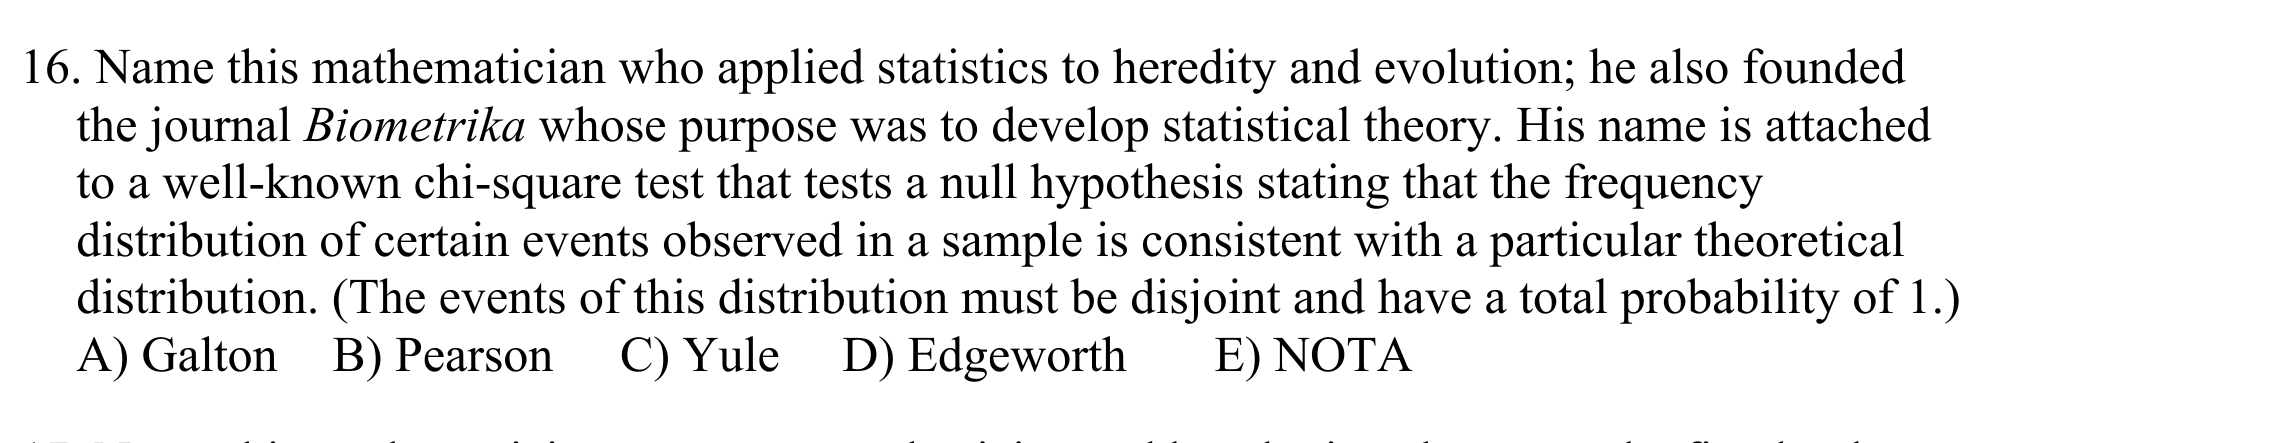 16. Name this mathematician who applied statistics to heredity and evolution; he also founded
the journal Biometrika whose purpose was to develop statistical theory. His name is attached
to a well-known chi-square test that tests a null hypothesis stating that the frequency
distribution of certain events observed in a sample is consistent with a particular theoretical
distribution. (The events of this distribution must be disjoint and have a total probability of 1.)
A) Galton B) Pearson C) Yule D) Edgeworth E) NOTA